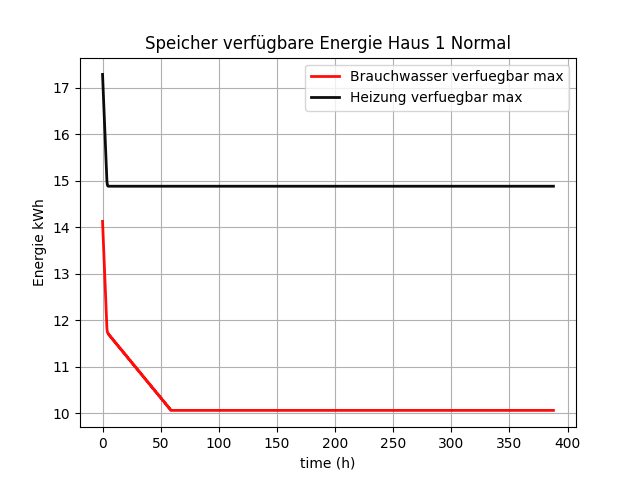 Speicher verfügbare Energie Haus 1 Normal
Brauchwasser verfuegbar max
Heizung verfuegbar max
Energie kWh
17
16
15
14
13
12
11
10
0 50 100 150 200 250 300 350 400
time (h)